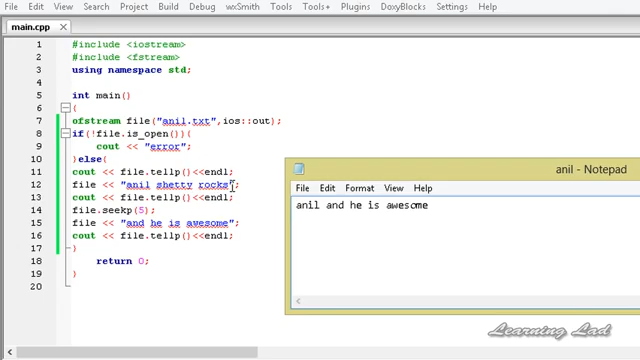 File Edit View Search Project Build Debug wxSmith Tools Tools+ Plugins DoxyBlocks Settings Help
main.cpp X
1 #include <iostream>
2 #include <fstream>
3 using namespace std;
4
5 int main()
6 {
7 ofstream file("anil.txt",ios::out);
8 if(!file.is_open()){
9 cout << "error";
10 }else{
11 cout << file.tellp()<<endl;
12 file << "anil shetty rocks";
13 cout << file.tellp()<<endl;
14 file.seekp(5);
15 file << "and he is awesome";
16 cout << file.tellp()<<endl;
17 }
18 return 0;
19 }
20
anil - Notepad
File Edit Format View Help
anil and he is awesome
Learning Lad